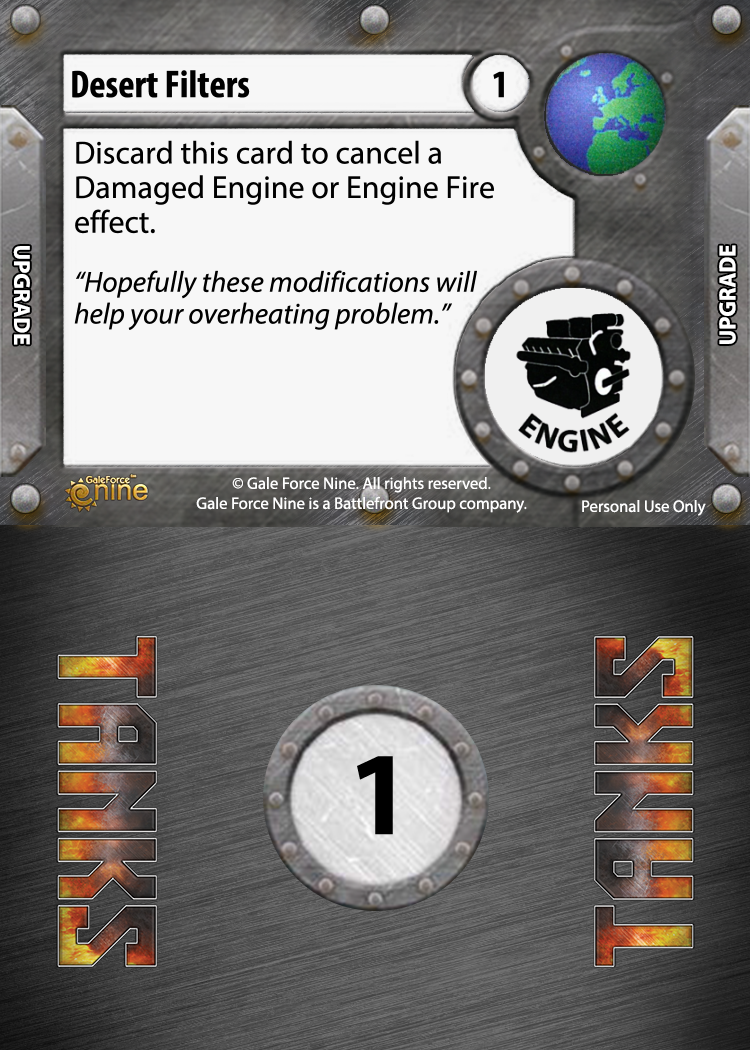 Desert Filters
1
Discard this card to cancel a
Damaged Engine or Engine Fire
effect.
“Hopefully these modifications will
help your overheating problem.”
UPGRADE
UPGRADE
ENGINE
GaleForce™
nine
© Gale Force Nine. All rights reserved.
Gale Force Nine is a Battlefront Group company.
Personal Use Only
TANKS
1
TANKS